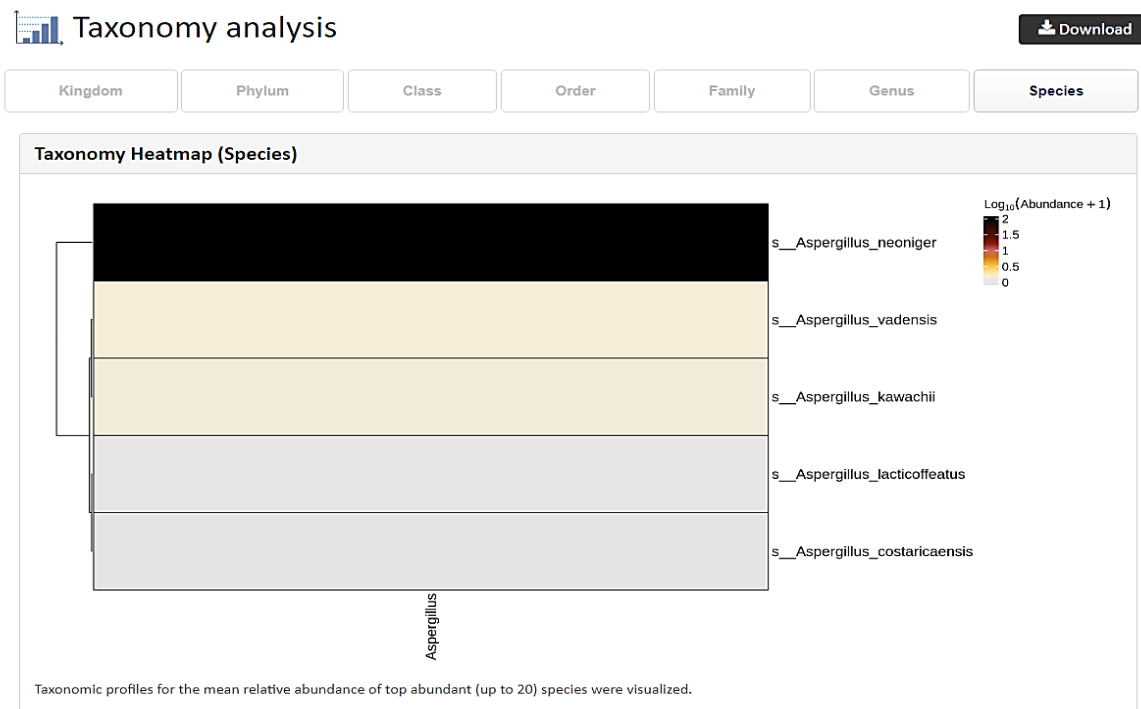 Taxonomy analysis
Download
Kingdom
Phylum
Class
Order
Family
Genus
Species
Taxonomy Heatmap (Species)
Log10(Abundance + 1)
2
1.5
1
0.5
0
s__Aspergillus_neoniger
s__Aspergillus_vadensis
s__Aspergillus_kawachii
s__Aspergillus_lacticoffeatus
s__Aspergillus_costaricaensis
Aspergillus
Taxonomic profiles for the mean relative abundance of top abundant (up to 20) species were visualized.